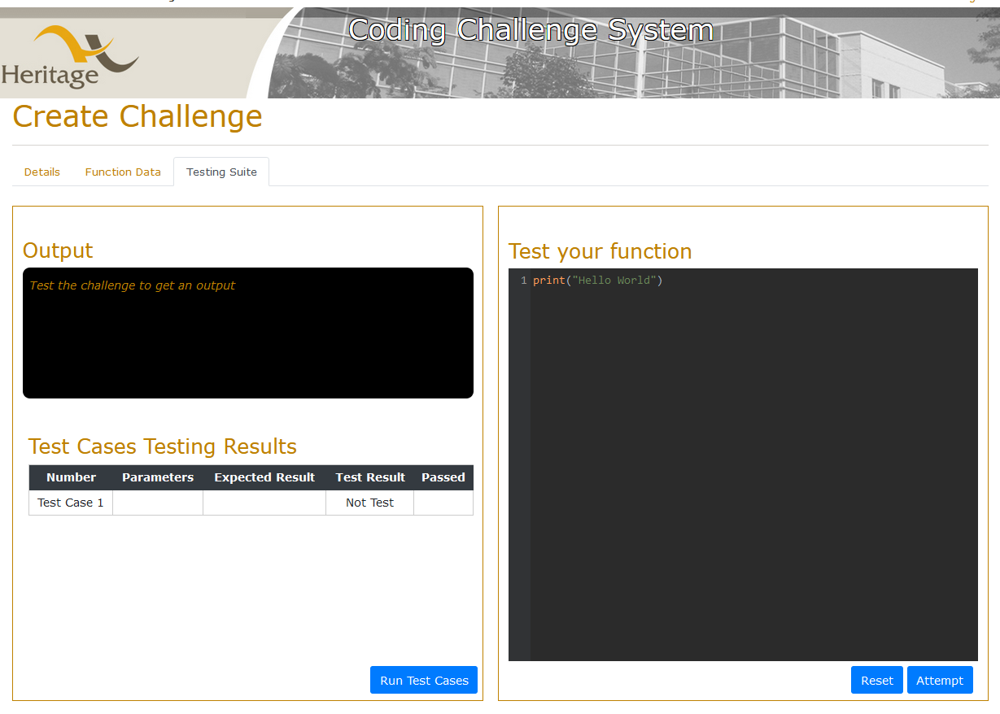 Coding Challenge System
Heritage
Create Challenge
Details Function Data Testing Suite
Output
Test the challenge to get an output
Test Cases Testing Results
Number Parameters Expected Result Test Result Passed
Test Case 1 Not Test
Run Test Cases
Test your function
1 print("Hello World")
Reset Attempt